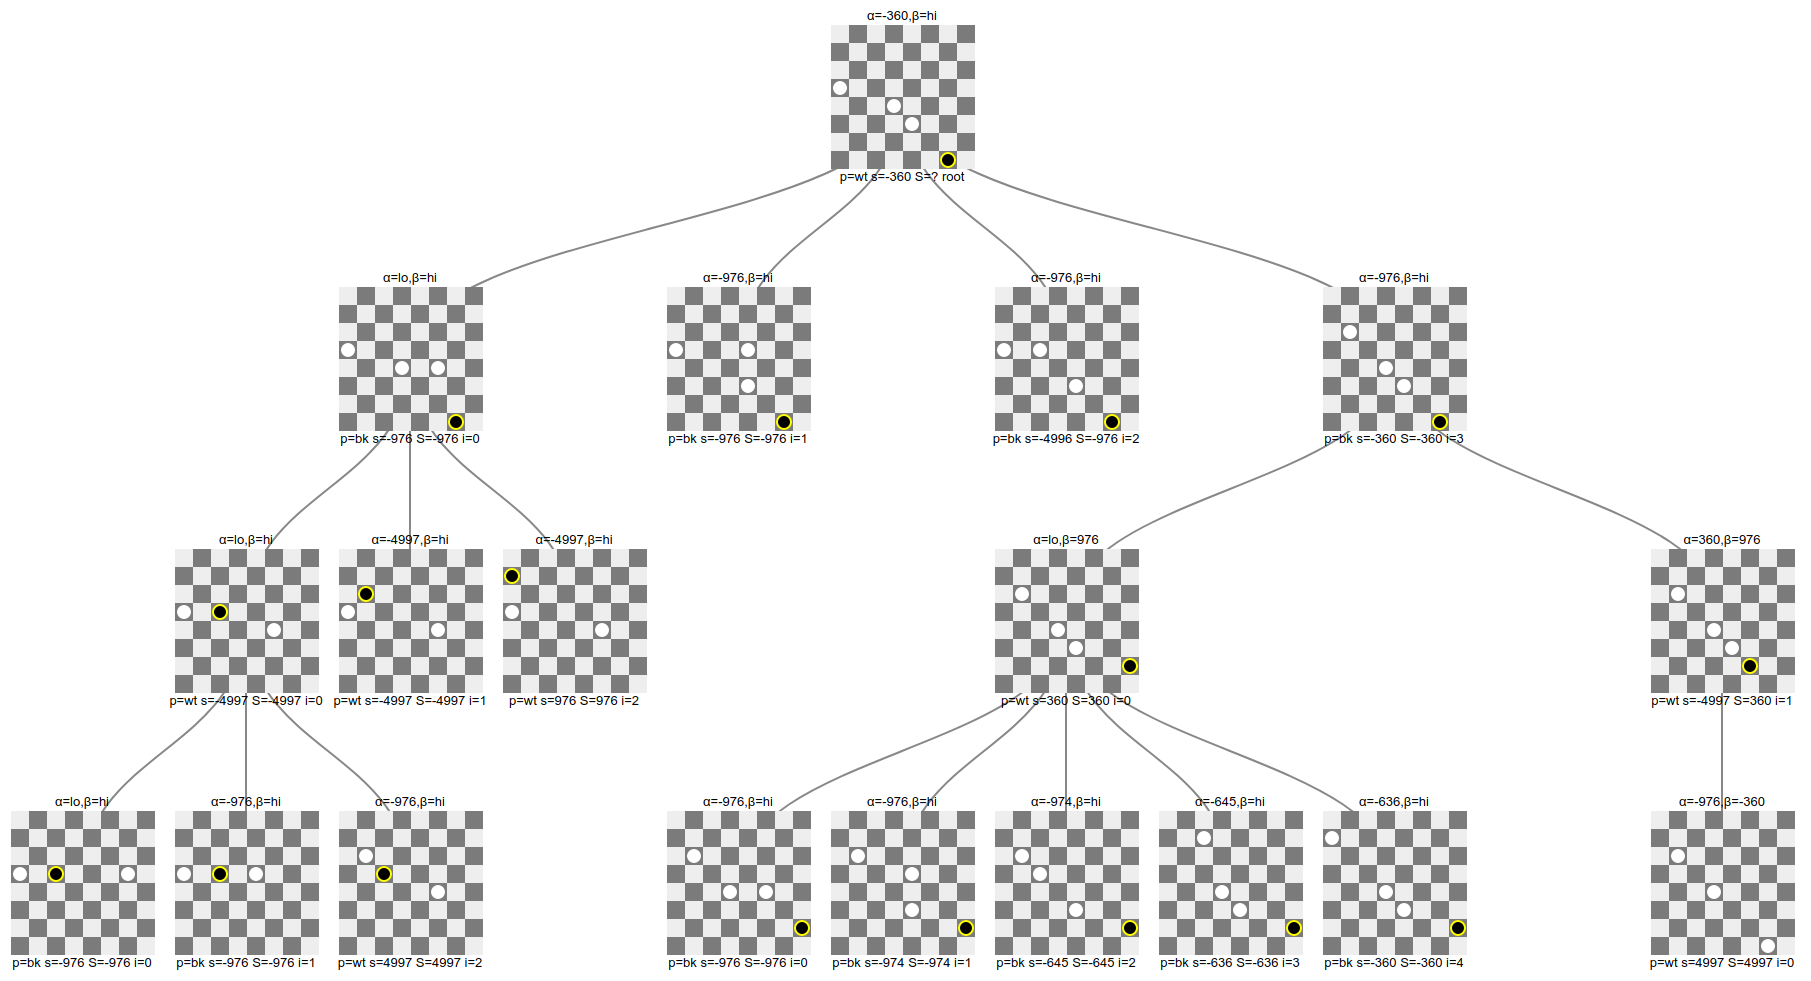 α=-360,β=hi
p=wt s=-360 S=? root
α=lo,β=hi
α=-976,β=hi
α=-976,β=hi
α=-976,β=hi
p=bk s=-976 S=-976 i=0
p=bk s=-976 S=-976 i=1
p=bk s=-4996 S=-976 i=2
p=bk s=-360 S=-360 i=3
α=lo,β=hi
α=-4997,β=hi
α=-4997,β=hi
α=lo,β=976
α=360,β=976
p=wt s=-4997 S=-4997 i=0
p=wt s=-4997 S=-4997 i=1
p=wt s=976 S=976 i=2
p=wt s=360 S=360 i=0
p=wt s=-4997 S=360 i=1
α=lo,β=hi
α=-976,β=hi
α=-976,β=hi
α=-976,β=hi
α=-976,β=hi
α=-974,β=hi
α=-645,β=hi
α=-636,β=hi
α=-976,β=-360
p=bk s=-976 S=-976 i=0
p=bk s=-976 S=-976 i=1
p=wt s=4997 S=4997 i=2
p=bk s=-976 S=-976 i=0
p=bk s=-974 S=-974 i=1
p=bk s=-645 S=-645 i=2
p=bk s=-636 S=-636 i=3
p=bk s=-360 S=-360 i=4
p=wt s=4997 S=4997 i=0